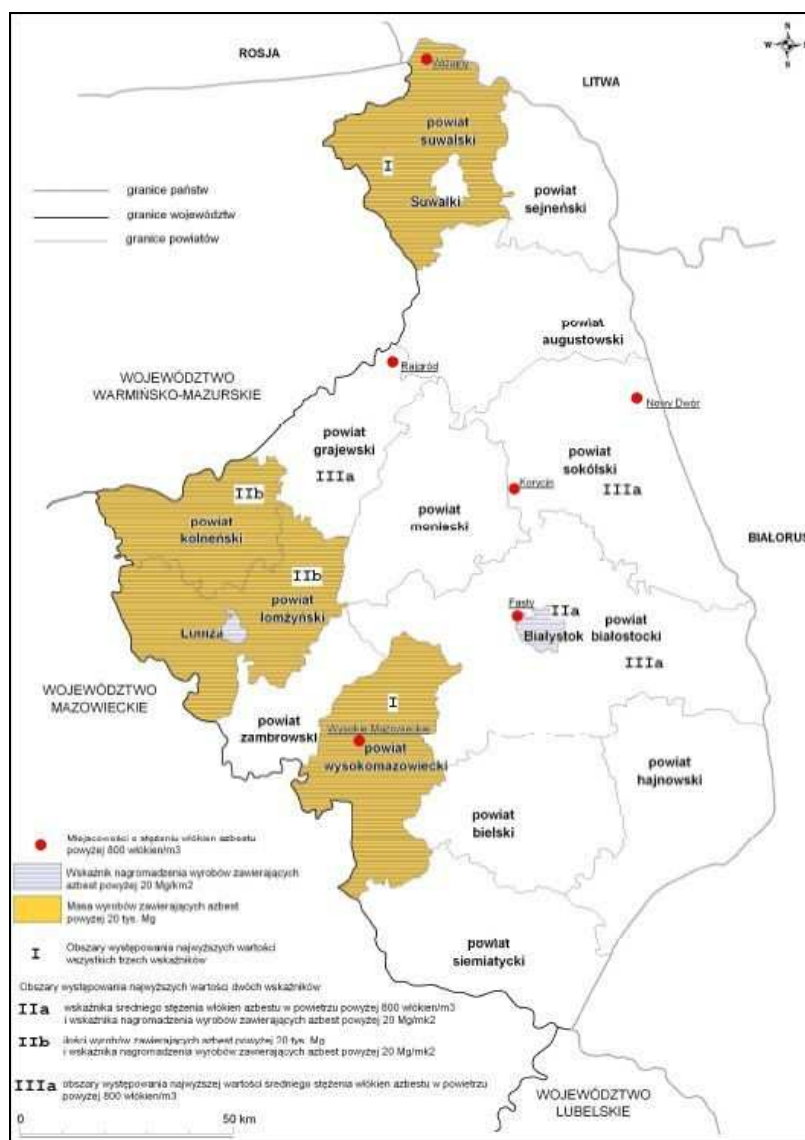 N
W
S
ROSJA
LITWA
Wiżajny
powiat
suwalski
I
Suwałki
powiat
sejneński
granice państw
granice województw
granice powiatów
powiat
augustowski
Rajgród
WOJEWÓDZTWO
WARMIŃSKO-MAZURSKIE
Nowy Dwór
powiat
grajewski
IIIa
powiat
sokólski
IIIa
Korycin
powiat
moniecki
BIAŁORUŚ
IIb
powiat
kolneński
IIb
powiat
łomżyński
Łomża
Fasty
IIa
Białystok
powiat
białostocki
IIIa
WOJEWÓDZTWO
MAZOWIECKIE
I
powiat
zambrowski
Wysokie Mazowieckie
powiat
wysokomazowiecki
powiat
hajnowski
powiat
bielski
Miejscowości o stężeniu włókien azbestu
powyżej 800 włókien/m3
Wskaźnik nagromadzenia wyrobów zawierających
azbest powyżej 20 Mg/km2
Masa wyrobów zawierających azbest
powyżej 20 tys. Mg
I Obszary występowania najwyższych wartości
wszystkich trzech wskaźników
powiat
siemiatycki
Obszary występowania najwyższych wartości dwóch wskaźników
IIa wskaźnika średniego stężenia włókien azbestu w powietrzu powyżej 800 włókien/m3
i wskaźnika nagromadzenia wyrobów zawierających azbest powyżej 20 Mg/mk2
IIb ilości wyrobów zawierających azbest powyżej 20 tys. Mg
i wskaźnika nagromadzenia wyrobów zawierających azbest powyżej 20 Mg/mk2
IIIa obszary występowania najwyższej wartości średniego stężenia włókien azbestu w powietrzu
powyżej 800 włókien/m3
WOJEWÓDZTWO
LUBELSKIE
0 50 km